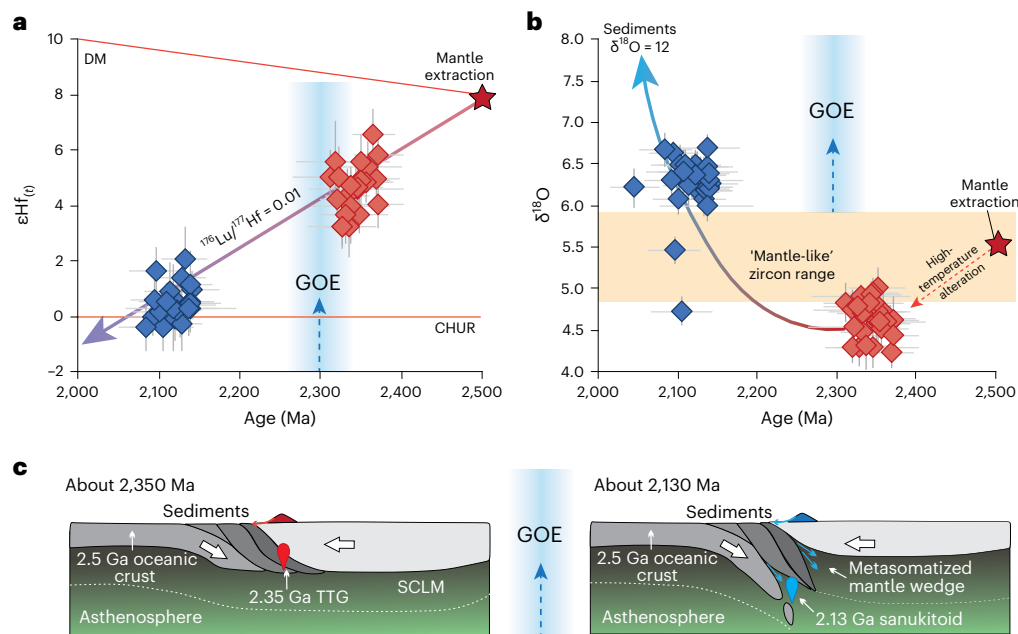 a
10
8
6
4
2
0
−2
εHf(t)
DM
Mantle
extraction
¹⁷⁶Lu/¹⁷⁷Hf = 0.01
GOE
CHUR
2,000
2,100
2,200
2,300
2,400
2,500
Age (Ma)
b
8.0
7.5
7.0
6.5
6.0
5.5
5.0
4.5
4.0
δ¹⁸O
Sediments
δ¹⁸O = 12
GOE
Mantle
extraction
'Mantle-like'
zircon range
High-
temperature
alteration
2,000
2,100
2,200
2,300
2,400
2,500
Age (Ma)
c
About 2,350 Ma
Sediments
2.5 Ga oceanic
crust
2.35 Ga TTG
SCLM
Asthenosphere
GOE
About 2,130 Ma
Sediments
2.5 Ga oceanic
crust
Metasomatized
mantle wedge
2.13 Ga sanukitoid
Asthenosphere